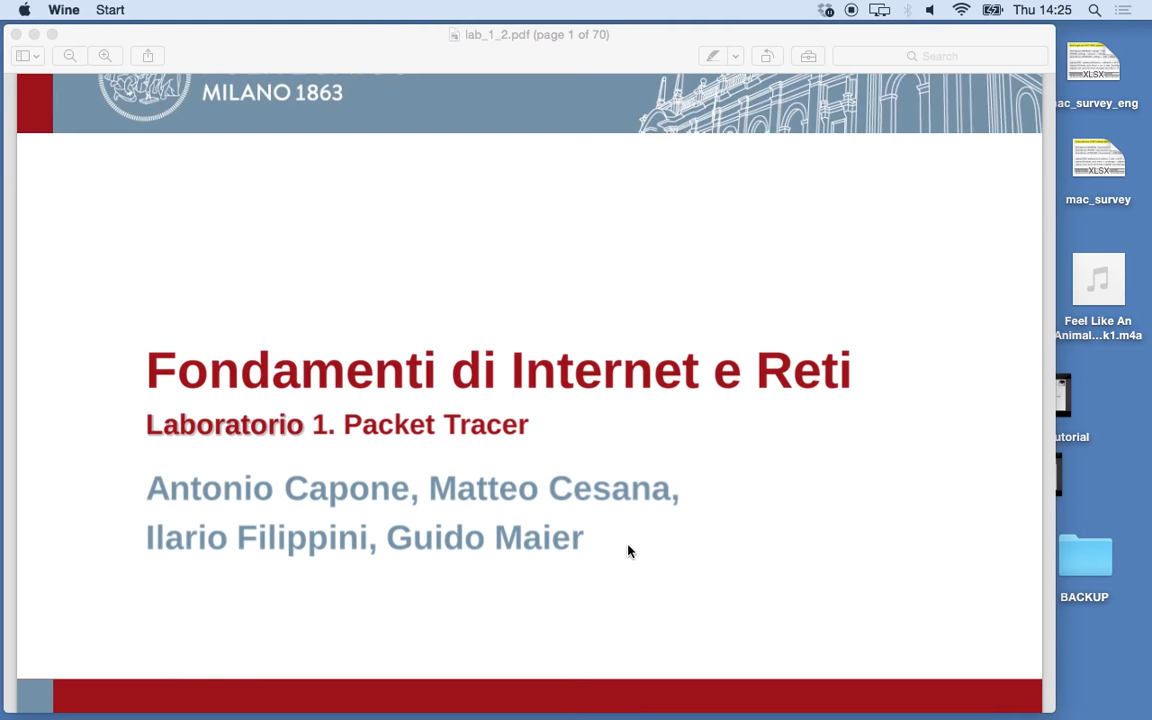 Wine Start Thu 14:25
lab_1_2.pdf (page 1 of 70)
Search
MILANO 1863
Fondamenti di Internet e Reti
Laboratorio 1. Packet Tracer
Antonio Capone, Matteo Cesana,
Ilario Filippini, Guido Maier
XLSX
ac_survey_eng
XLSX
mac_survey
Feel Like An
Animal...k1.m4a
utorial
BACKUP